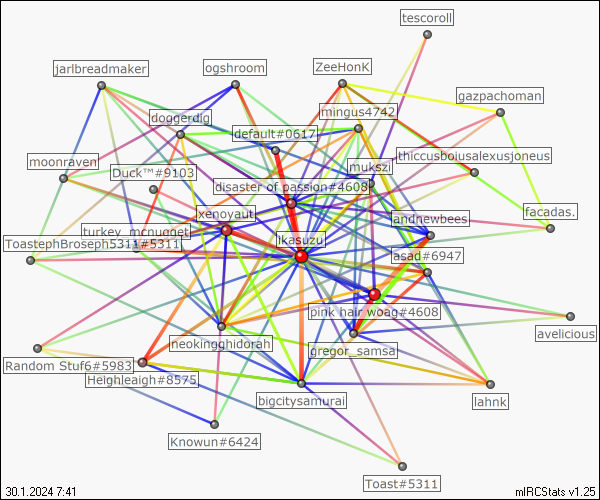 tescoroll
jarlbreadmaker
ogshroom
ZeeHonK
gazpachoman
doggerdig
mingus4742
default#0617
moonraven
Duck™#9103
mukszi
thiccusboiusalexusjoneus
disaster of passion#4608
xenoyaut
andnewbees
facadas.
turkey_mcnugget
ikasuzu
ToastephBroseph5311#5311
asad#6947
pink hair woag#4608
avelicious
neokingghidorah
gregor_samsa
Random Stuf6#5983
Heighleigh#8575
bigcitysamurai
lahnk
Knowun#6424
Toast#5311
30.1.2024 7:41
mIRCStats v1.25